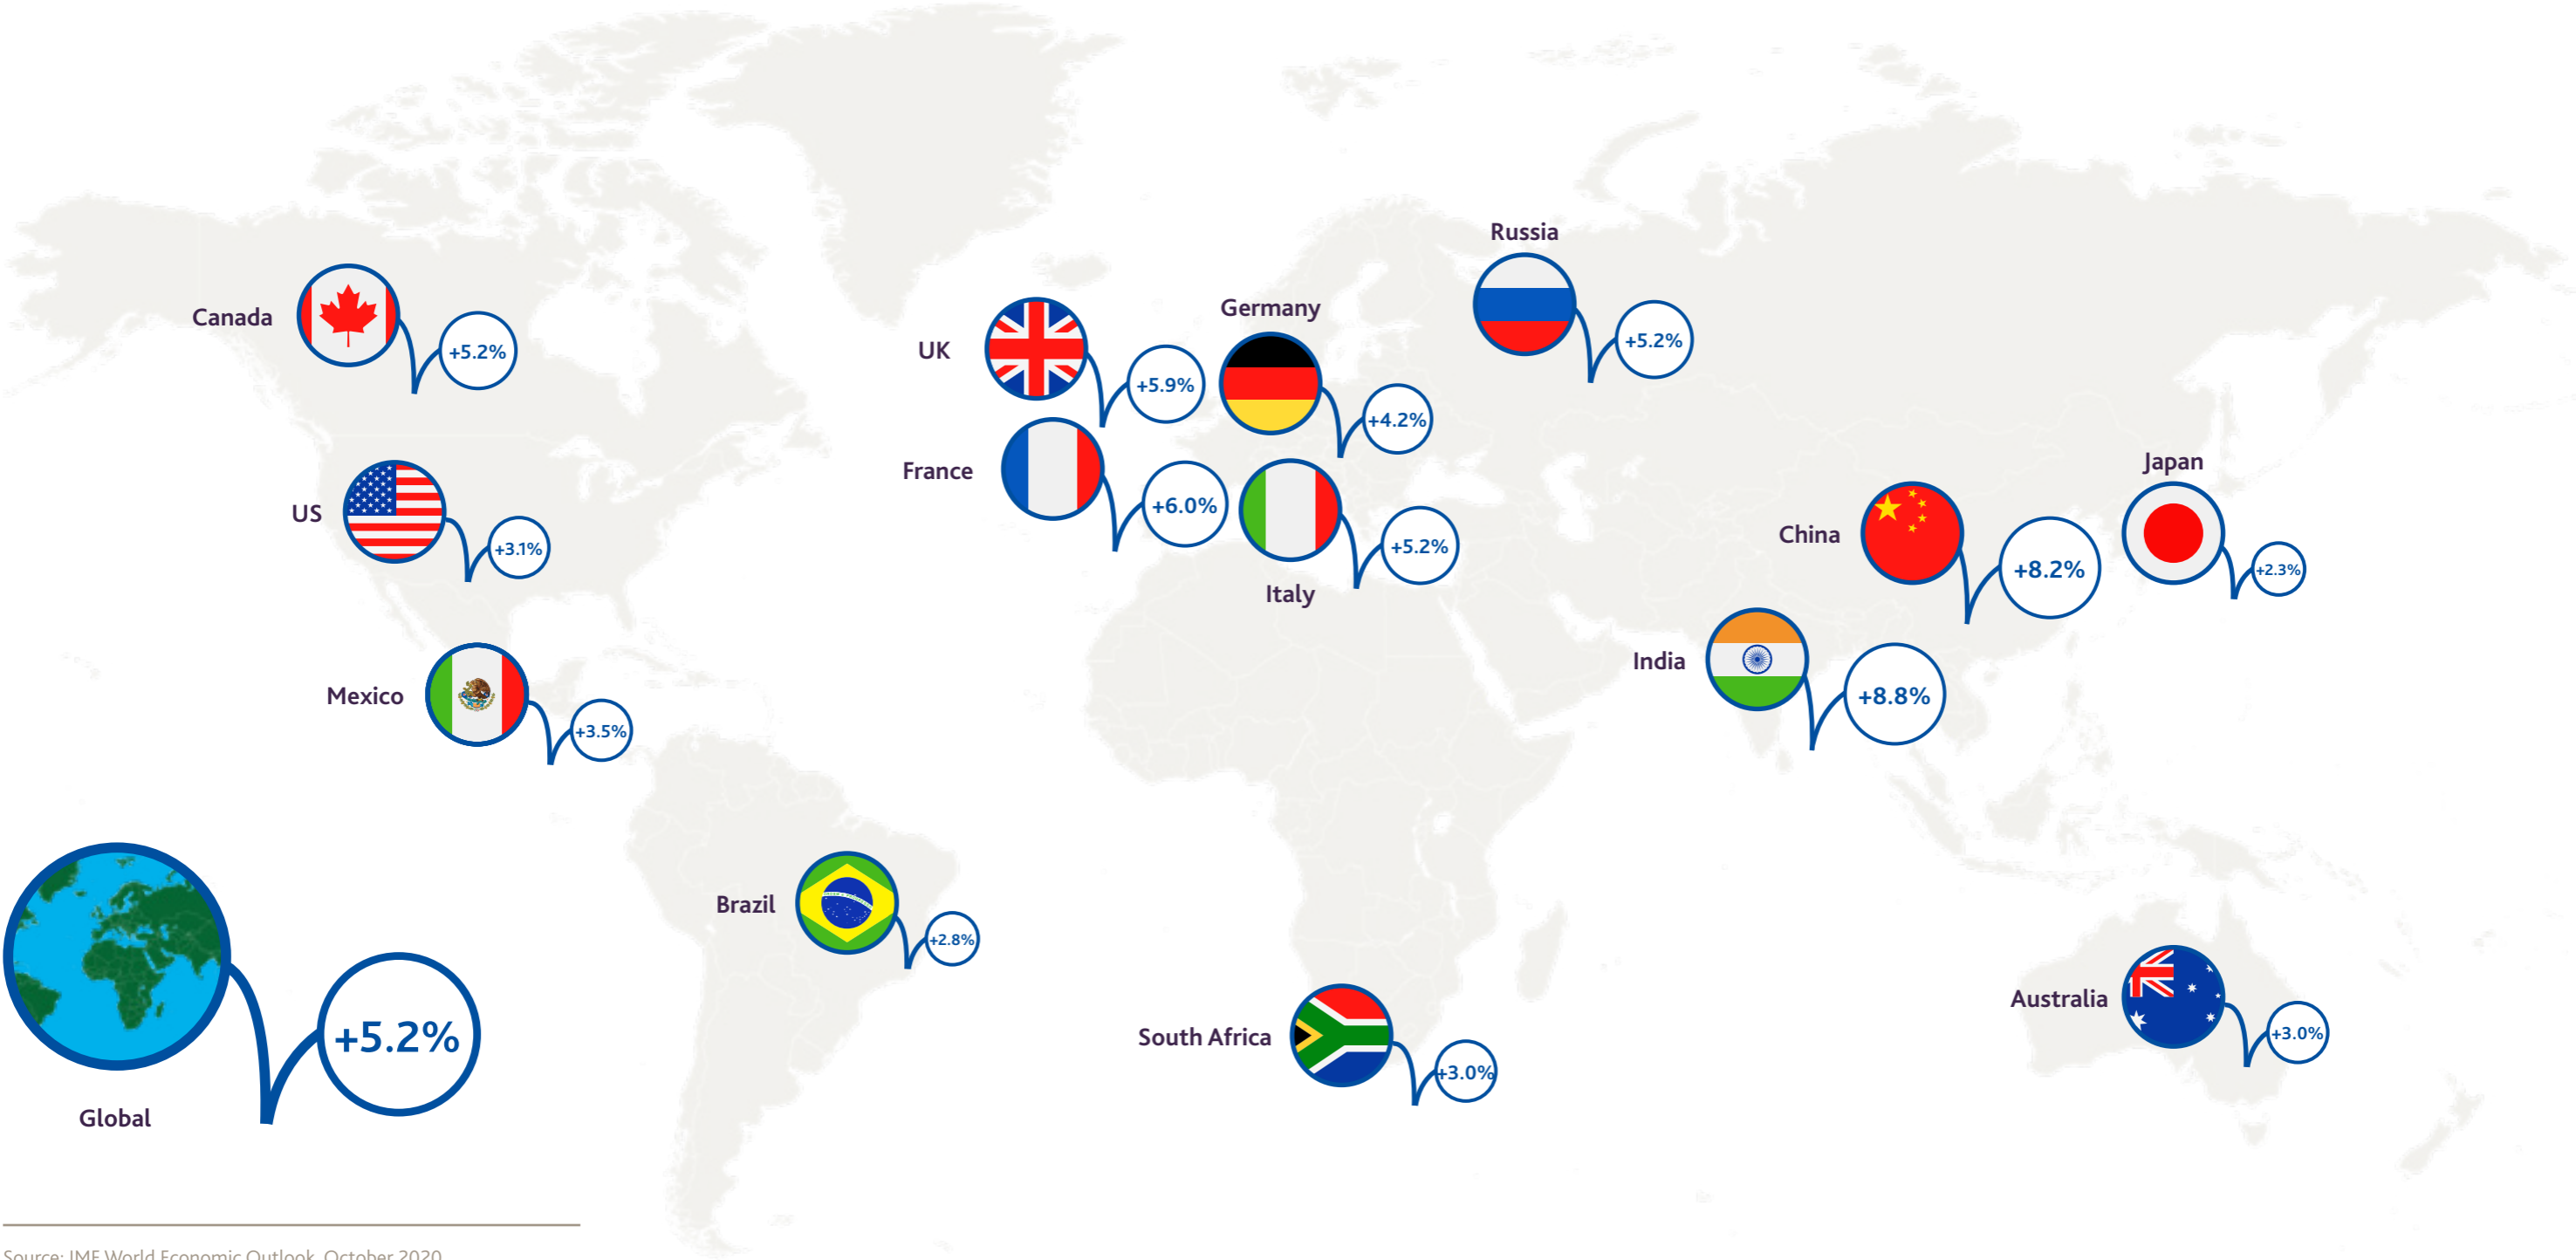 Russia
Canada
+5.2%
UK
+5.9%
Germany
+4.2%
+5.2%
France
+6.0%
Italy
+5.2%
US
+3.1%
China
+8.2%
Japan
+2.3%
India
+8.8%
Mexico
+3.5%
Brazil
+2.8%
Global
+5.2%
South Africa
+3.0%
Australia
+3.0%
Source: IMF World Economic Outlook, October 2020